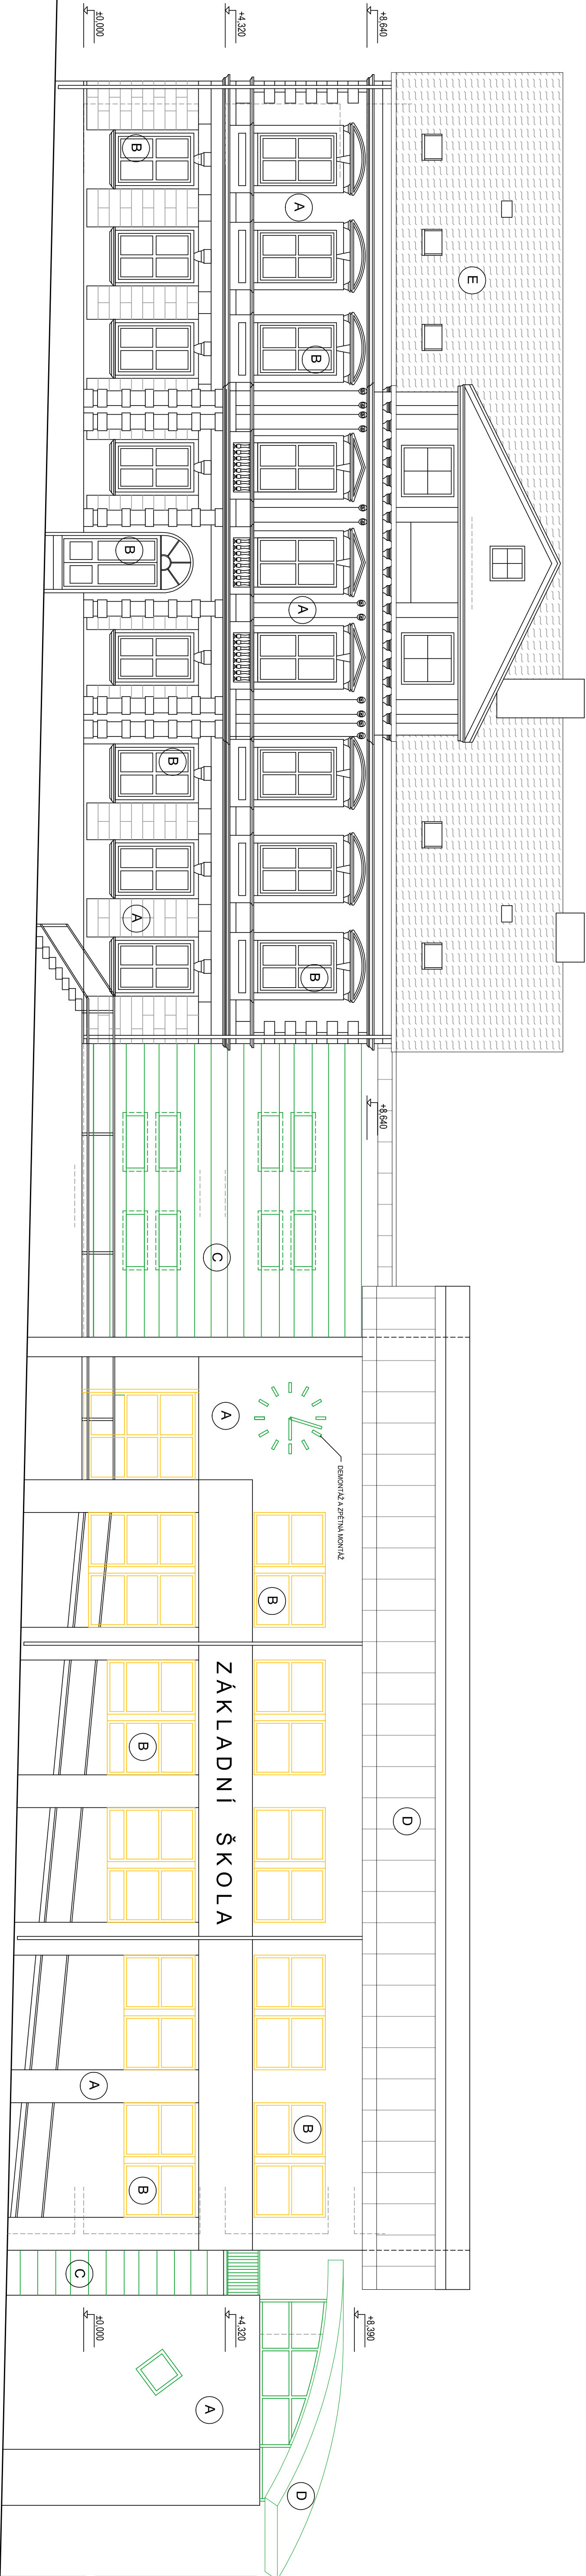 ±0,000
+4,320
+8,640
B
A
E
B
B
A
B
A
B
+8,640
C
A
DEMONTÁŽ A ZPĚTNÁ MONTÁŽ
B
B
ZÁKLADNÍ ŠKOLA
D
A
B
B
C
±0,000
+4,320
+8,390
A
D